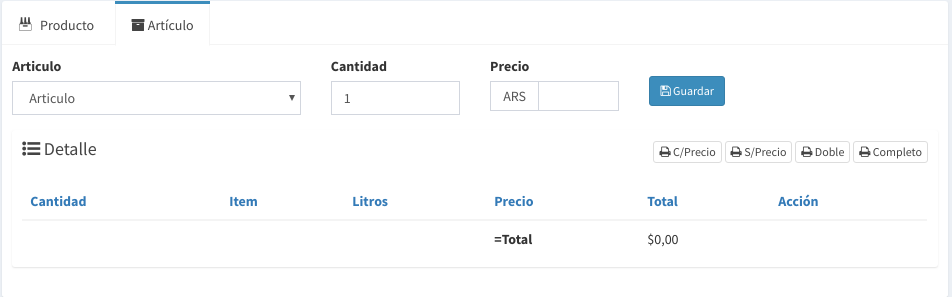 Producto Artículo
Articulo Cantidad Precio
Articulo 1 ARS Guardar
Detalle C/Precio S/Precio Doble Completo
Cantidad Item Litros Precio Total Acción
=Total $0,00